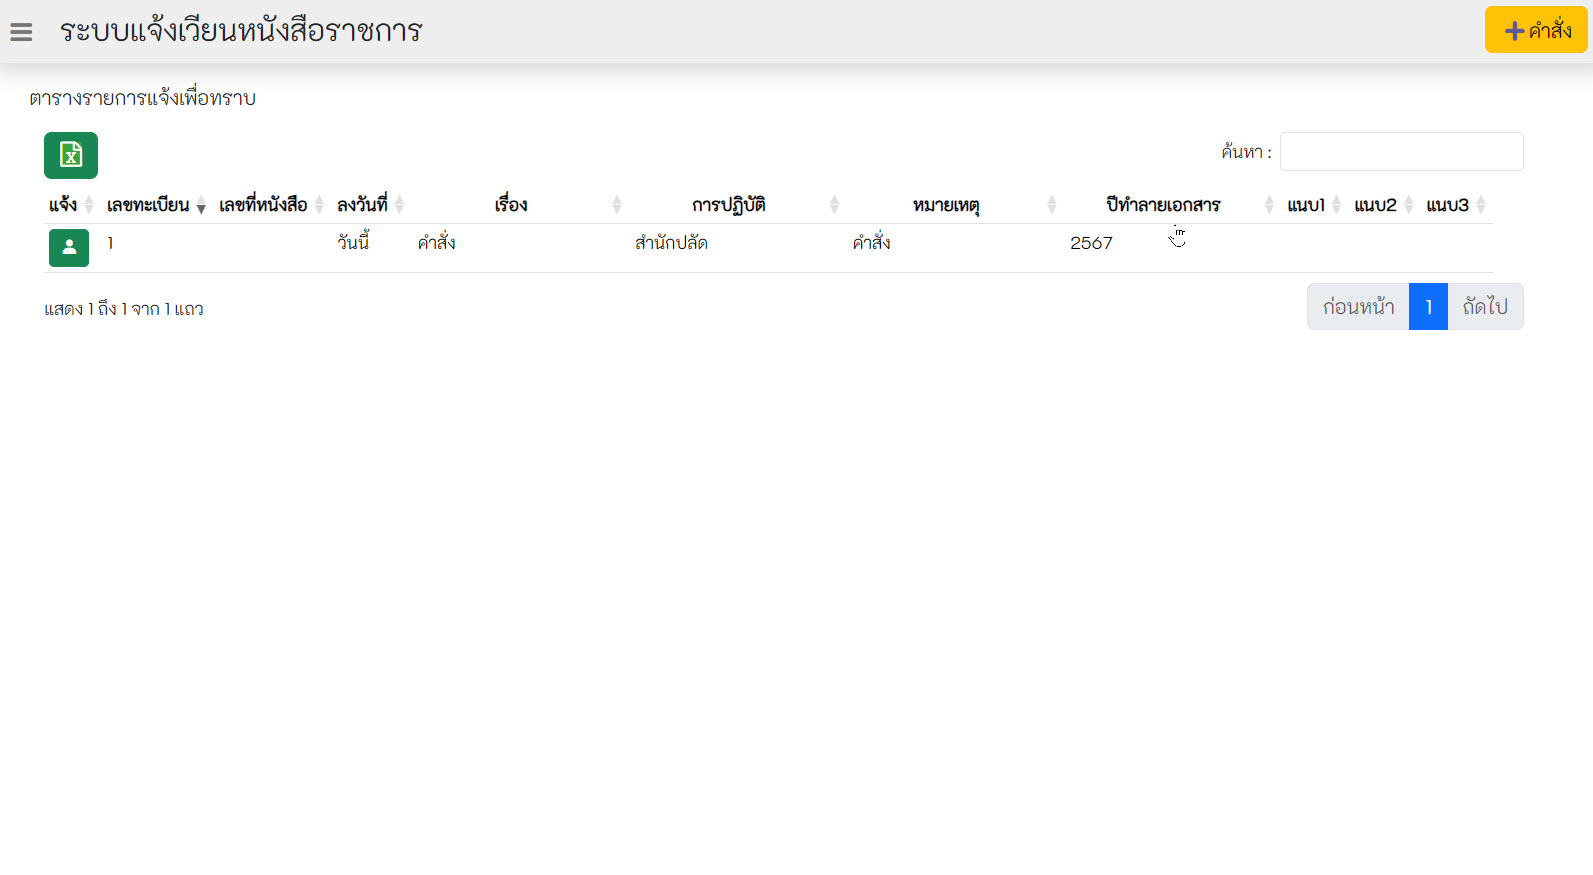 ระบบแจ้งเวียนหนังสือราชการ
คำสั่ง
ตารางรายการแจ้งเพื่อทราบ
ค้นหา :
แจ้ง เลขทะเบียน เลขที่หนังสือ ลงวันที่ เรื่อง การปฏิบัติ หมายเหตุ ปีทำลายเอกสาร แนบ1 แนบ2 แนบ3
1 วันนี้ คำสั่ง สำนักปลัด คำสั่ง 2567
แสดง 1 ถึง 1 จาก 1 แถว
ก่อนหน้า 1 ถัดไป